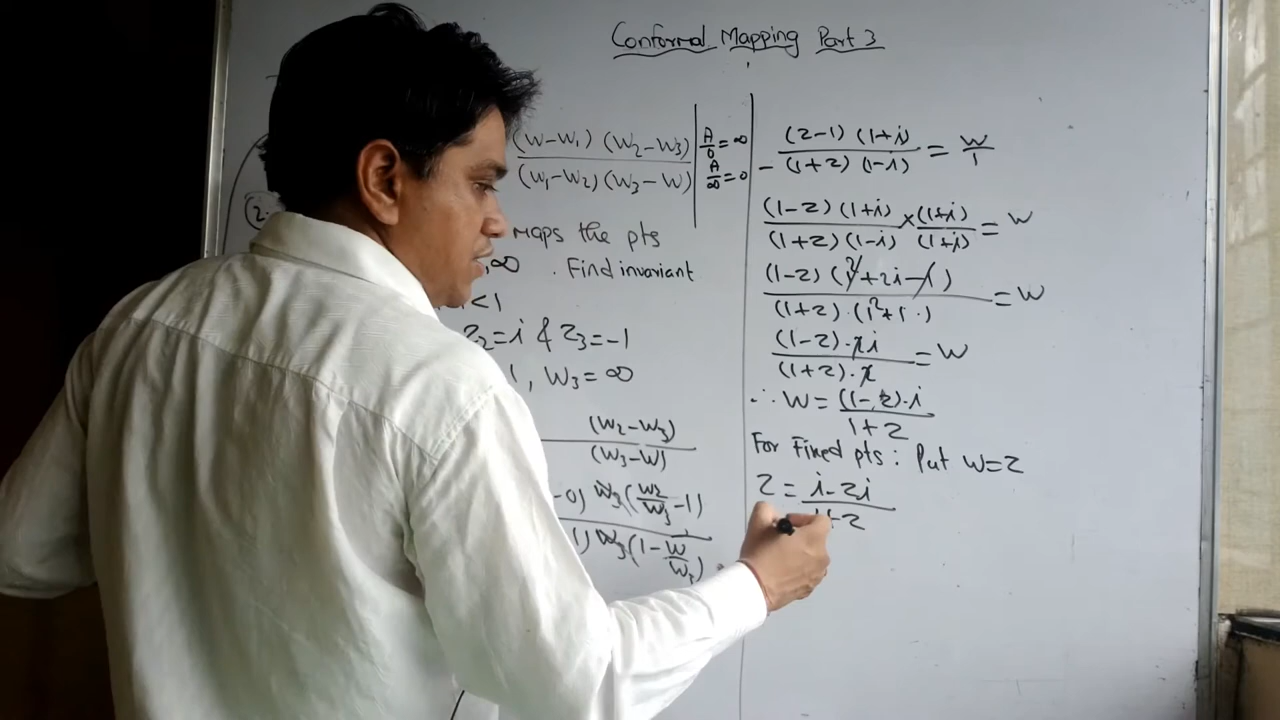 Conformal Mapping Part 3
(2.
(w-w₁) (w₂-w₃)
(w₁-w₂) (w₃-w)
A/0 = ∞
A/∞ = 0
maps the pts
,∞ . Find invariant
<1
z₂=i & z₃=-1
1, w₃=∞
(w₂-w₃)
(w₃-w)
-0) w₃(w₂/w₃-1)
1) w₃(1-w/w₃)
- (z-1) (1+i) / (1+z) (1-i) = w/1
(1-z)(1+i)/(1+z)(1-i) × (1+i)/(1+i) = w
(1-z)(1²+2i-1)/(1+z).(1²+1.) = w
(1-z).2i/(1+z).2 = w
∴ w = (1-z).i/1+z
For Fixed pts: Put w=z
z = i-zi/1+z